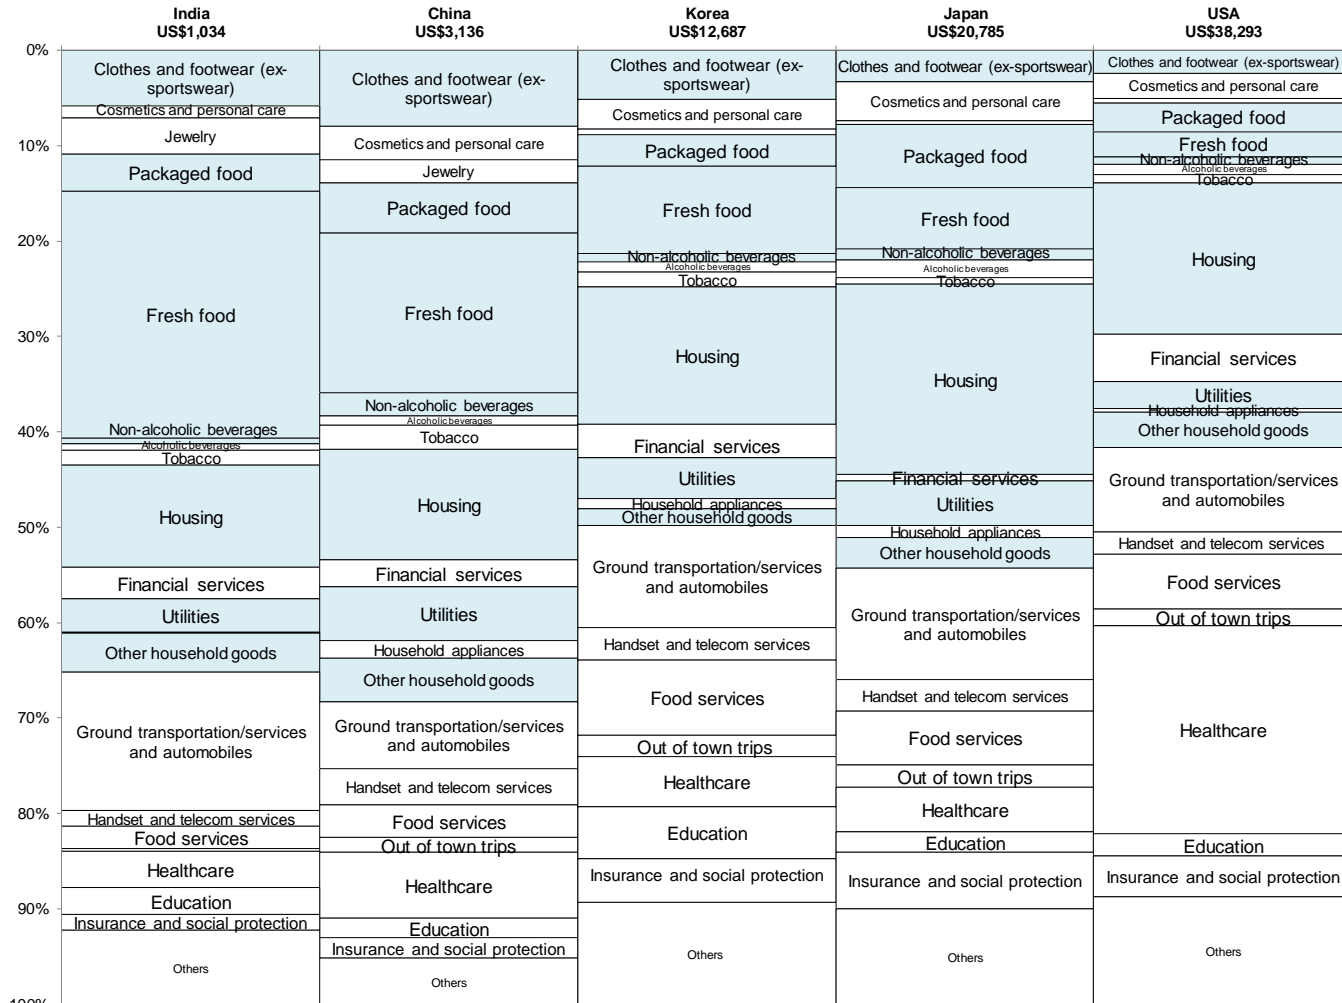 India
US$1,034
China
US$3,136
Korea
US$12,687
Japan
US$20,785
USA
US$38,293
0%
10%
20%
30%
40%
50%
60%
70%
80%
90%
100%
Clothes and footwear (ex-
sportswear)
Cosmetics and personal care
Jewelry
Packaged food
Fresh food
Non-alcoholic beverages
Alcoholic beverages
Tobacco
Housing
Financial services
Utilities
Other household goods
Ground transportation/services
and automobiles
Handset and telecom services
Food services
Healthcare
Education
Insurance and social protection
Others
Clothes and footwear (ex-
sportswear)
Cosmetics and personal care
Jewelry
Packaged food
Fresh food
Non-alcoholic beverages
Alcoholic beverages
Tobacco
Housing
Financial services
Utilities
Household appliances
Other household goods
Ground transportation/services
and automobiles
Handset and telecom services
Food services
Out of town trips
Healthcare
Education
Insurance and social protection
Others
Clothes and footwear (ex-
sportswear)
Cosmetics and personal care
Packaged food
Fresh food
Non-alcoholic beverages
Alcoholic beverages
Tobacco
Housing
Financial services
Utilities
Household appliances
Other household goods
Ground transportation/services
and automobiles
Handset and telecom services
Food services
Out of town trips
Healthcare
Education
Insurance and social protection
Others
Clothes and footwear (ex-sportswear)
Cosmetics and personal care
Packaged food
Fresh food
Non-alcoholic beverages
Alcoholic beverages
Tobacco
Housing
Financial services
Utilities
Household appliances
Other household goods
Ground transportation/services
and automobiles
Handset and telecom services
Food services
Out of town trips
Healthcare
Education
Insurance and social protection
Others
Clothes and footwear (ex-sportswear)
Cosmetics and personal care
Packaged food
Fresh food
Non-alcoholic beverages
Alcoholic beverages
Tobacco
Housing
Financial services
Utilities
Household appliances
Other household goods
Ground transportation/services
and automobiles
Handset and telecom services
Food services
Out of town trips
Healthcare
Education
Insurance and social protection
Others